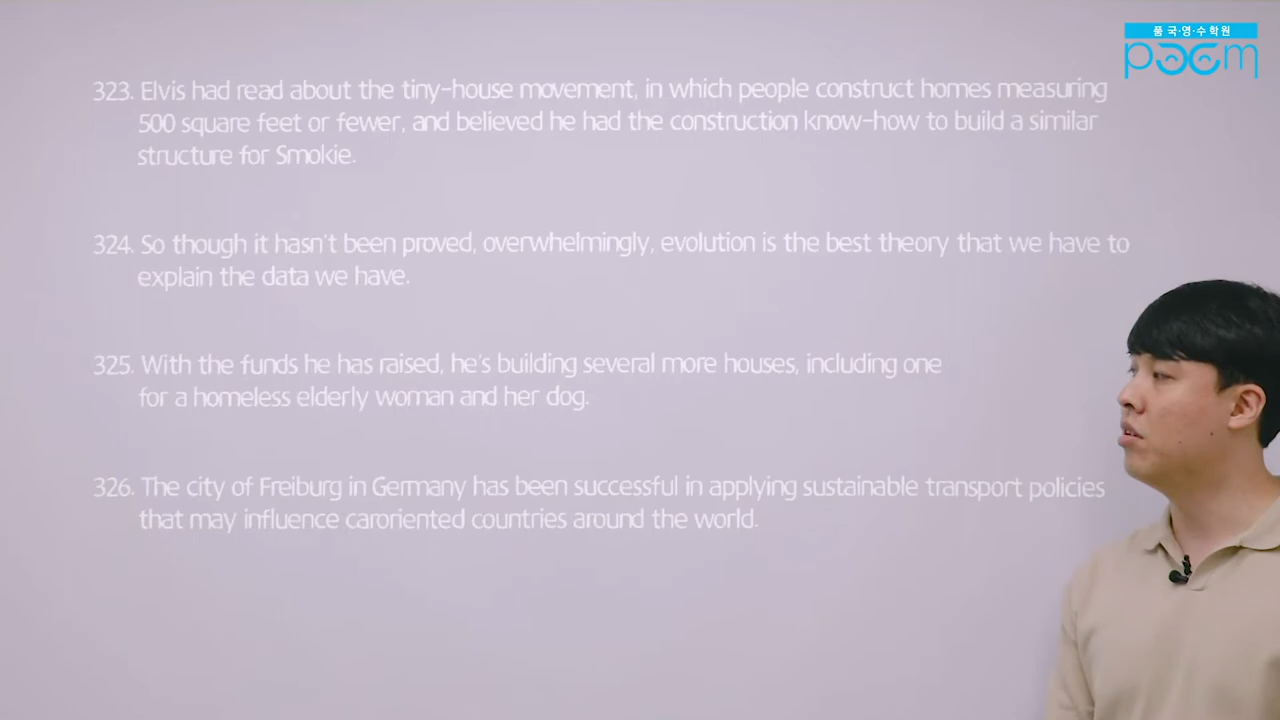 품 국·영·수 학원
poem
323. Elvis had read about the tiny-house movement, in which people construct homes measuring
500 square feet or fewer, and believed he had the construction know-how to build a similar
structure for Smokie.
324. So though it hasn't been proved, overwhelmingly, evolution is the best theory that we have to
explain the data we have.
325. With the funds he has raised, he's building several more houses, including one
for a homeless elderly woman and her dog.
326. The city of Freiburg in Germany has been successful in applying sustainable transport policies
that may influence caroriented countries around the world.